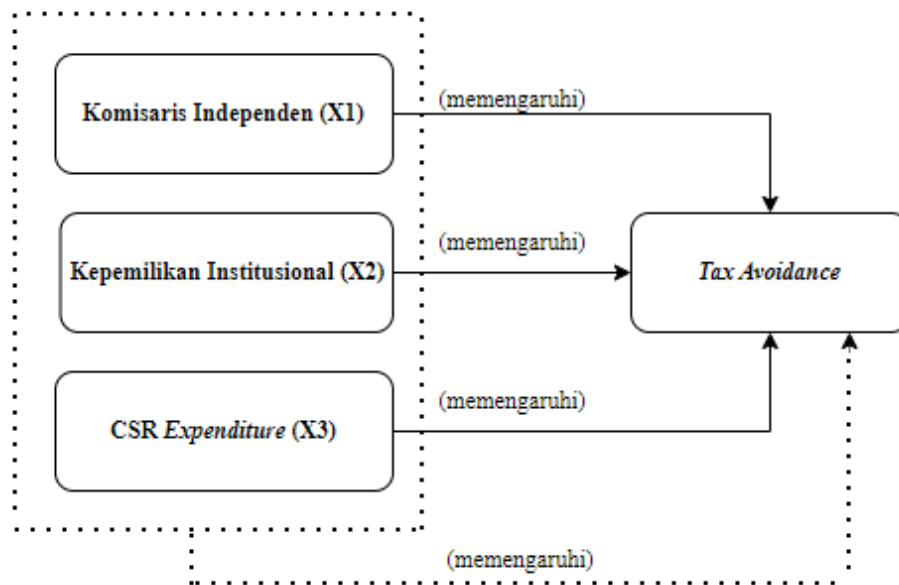 Komisaris Independen (X1)
(memengaruhi)
Kepemilikan Institusional (X2)
(memengaruhi)
Tax Avoidance
CSR Expenditure (X3)
(memengaruhi)
(memengaruhi)